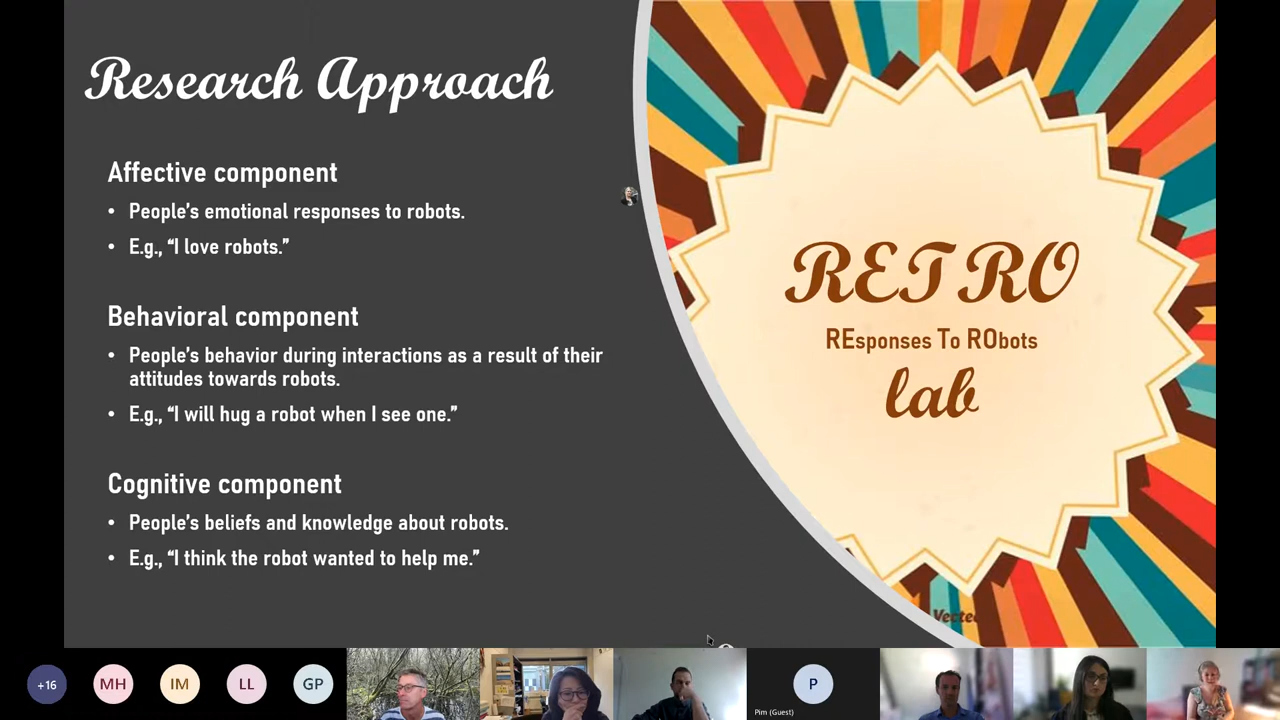 Research Approach
Affective component
• People's emotional responses to robots.
• E.g., “I love robots.”
Behavioral component
• People's behavior during interactions as a result of their
attitudes towards robots.
• E.g., “I will hug a robot when I see one.”
Cognitive component
• People's beliefs and knowledge about robots.
• E.g., “I think the robot wanted to help me.”
RETRO
REsponses To RObots
lab
+16
MH
IM
LL
GP
P
Pim (Guest)